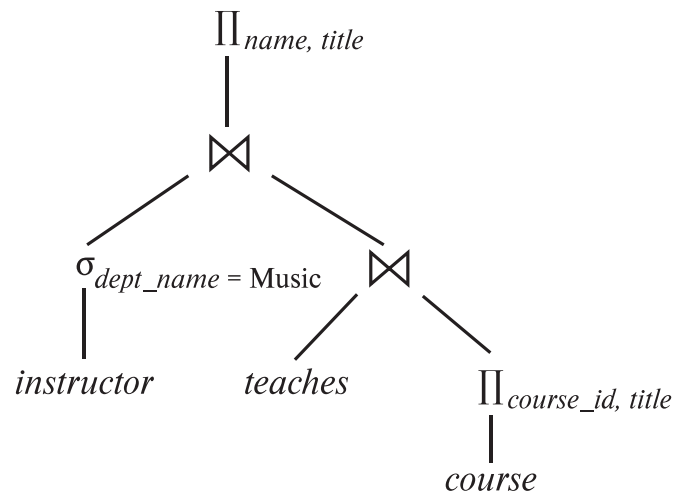 ∏name, title
⋈
σdept_name = Music
⋈
instructor
teaches
∏course_id, title
course